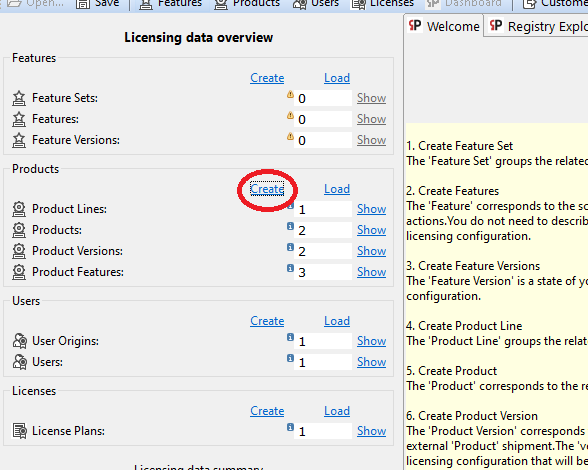 Open... Save Features Products Users Licenses Dashboard Custome
Licensing data overview
Welcome Registry Explo
Features
Create Load
Feature Sets: 0 Show
Features: 0 Show
Feature Versions: 0 Show
Products
Create Load
Product Lines: 1 Show
Products: 2 Show
Product Versions: 2 Show
Product Features: 3 Show
Users
Create Load
User Origins: 1 Show
Users: 1 Show
Licenses
Create Load
License Plans: 1 Show
Licensing data summary
1. Create Feature Set
The 'Feature Set' groups the related
2. Create Features
The 'Feature' corresponds to the so
actions.You do not need to describ
licensing configuration.
3. Create Feature Versions
The 'Feature Version' is a state of yo
configuration.
4. Create Product Line
The 'Product Line' groups the relat
5. Create Product
The 'Product' corresponds to the re
6. Create Product Version
The 'Product Version' corresponds
external 'Product' shipment.The 've
licensing configuration that will be